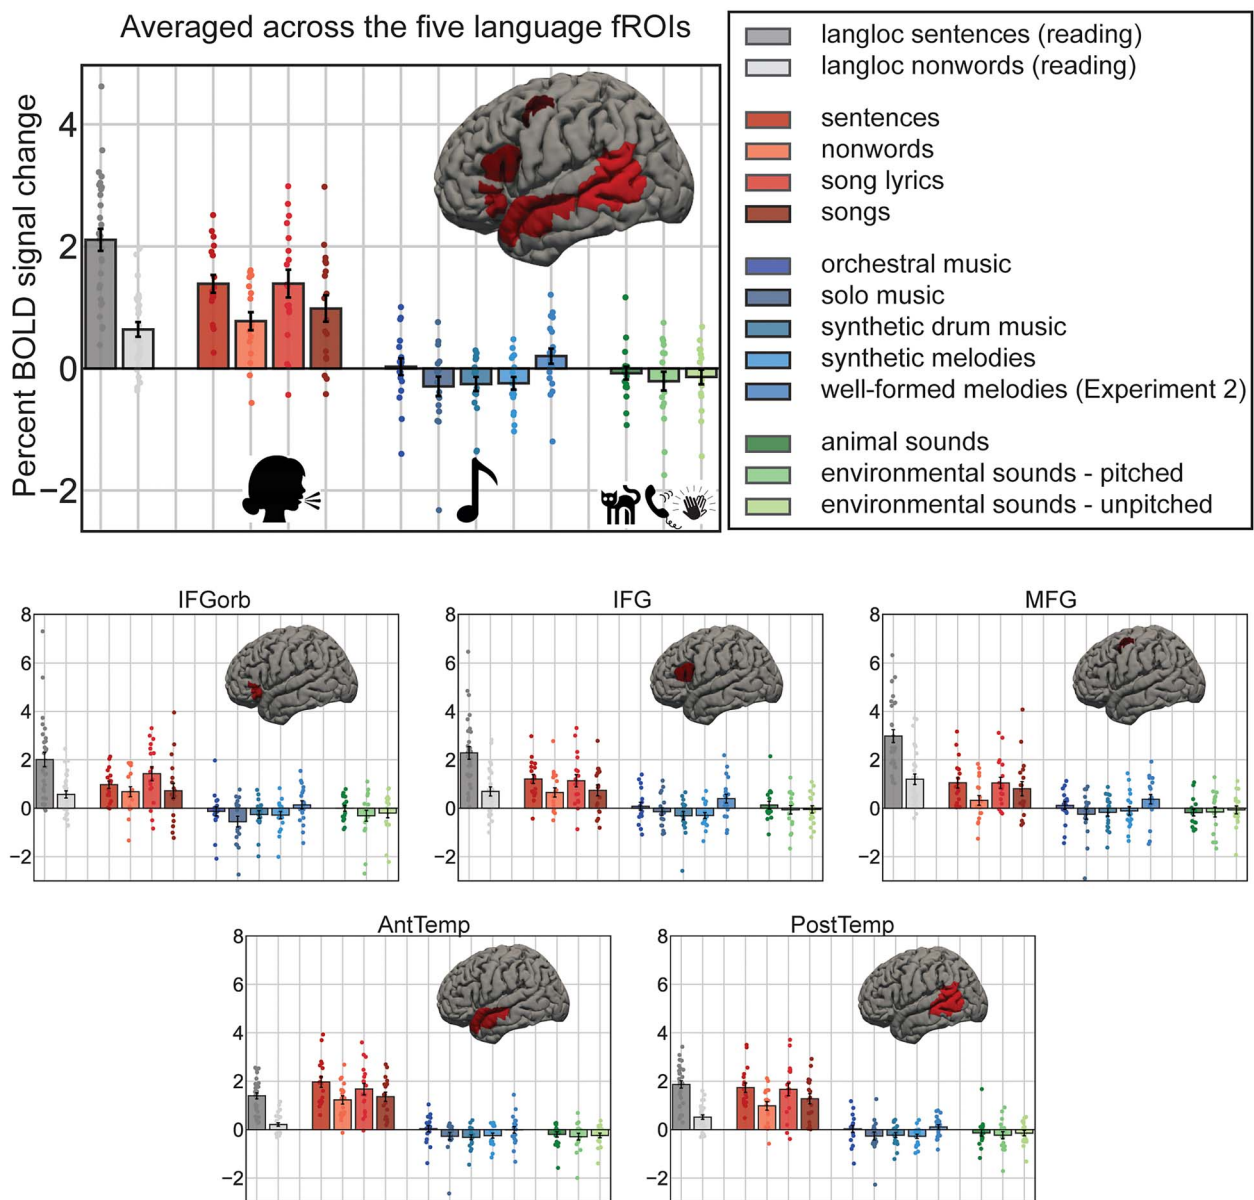 Averaged across the five language fROIs
Percent BOLD signal change
4
2
0
−2
langloc sentences (reading)
langloc nonwords (reading)
sentences
nonwords
song lyrics
songs
orchestral music
solo music
synthetic drum music
synthetic melodies
well-formed melodies (Experiment 2)
animal sounds
environmental sounds - pitched
environmental sounds - unpitched
IFGorb
8
6
4
2
0
−2
IFG
8
6
4
2
0
−2
MFG
8
6
4
2
0
−2
AntTemp
8
6
4
2
0
−2
PostTemp
8
6
4
2
0
−2